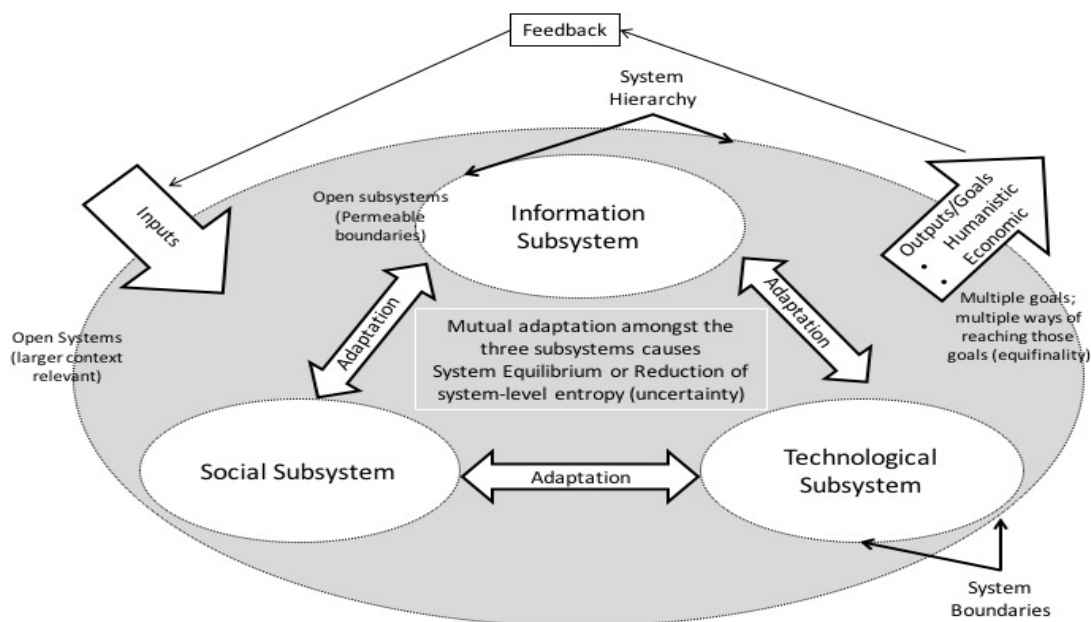 Feedback
System
Hierarchy
Inputs
Open subsystems
(Permeable
boundaries)
Information
Subsystem
Outputs/Goals
• Humanistic
• Economic
Adaptation
Adaptation
Open Systems
(larger context
relevant)
Mutual adaptation amongst the
three subsystems causes
System Equilibrium or Reduction of
system-level entropy (uncertainty)
Multiple goals;
multiple ways of
reaching those
goals (equifinality)
Social Subsystem
Adaptation
Technological
Subsystem
System
Boundaries